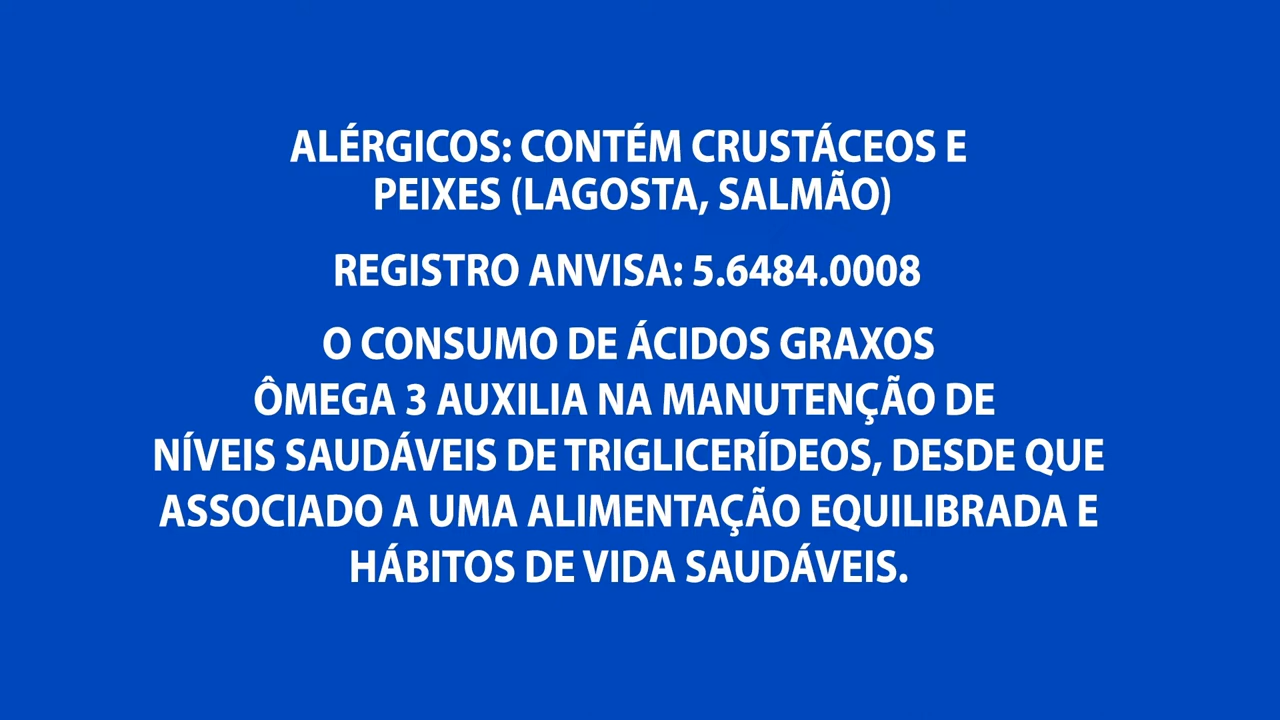 ALÉRGICOS: CONTÉM CRUSTÁCEOS E
PEIXES (LAGOSTA, SALMÃO)
REGISTRO ANVISA: 5.6484.0008
O CONSUMO DE ÁCIDOS GRAXOS
ÔMEGA 3 AUXILIA NA MANUTENÇÃO DE
NÍVEIS SAUDÁVEIS DE TRIGLICERÍDEOS, DESDE QUE
ASSOCIADO A UMA ALIMENTAÇÃO EQUILIBRADA E
HÁBITOS DE VIDA SAUDÁVEIS.